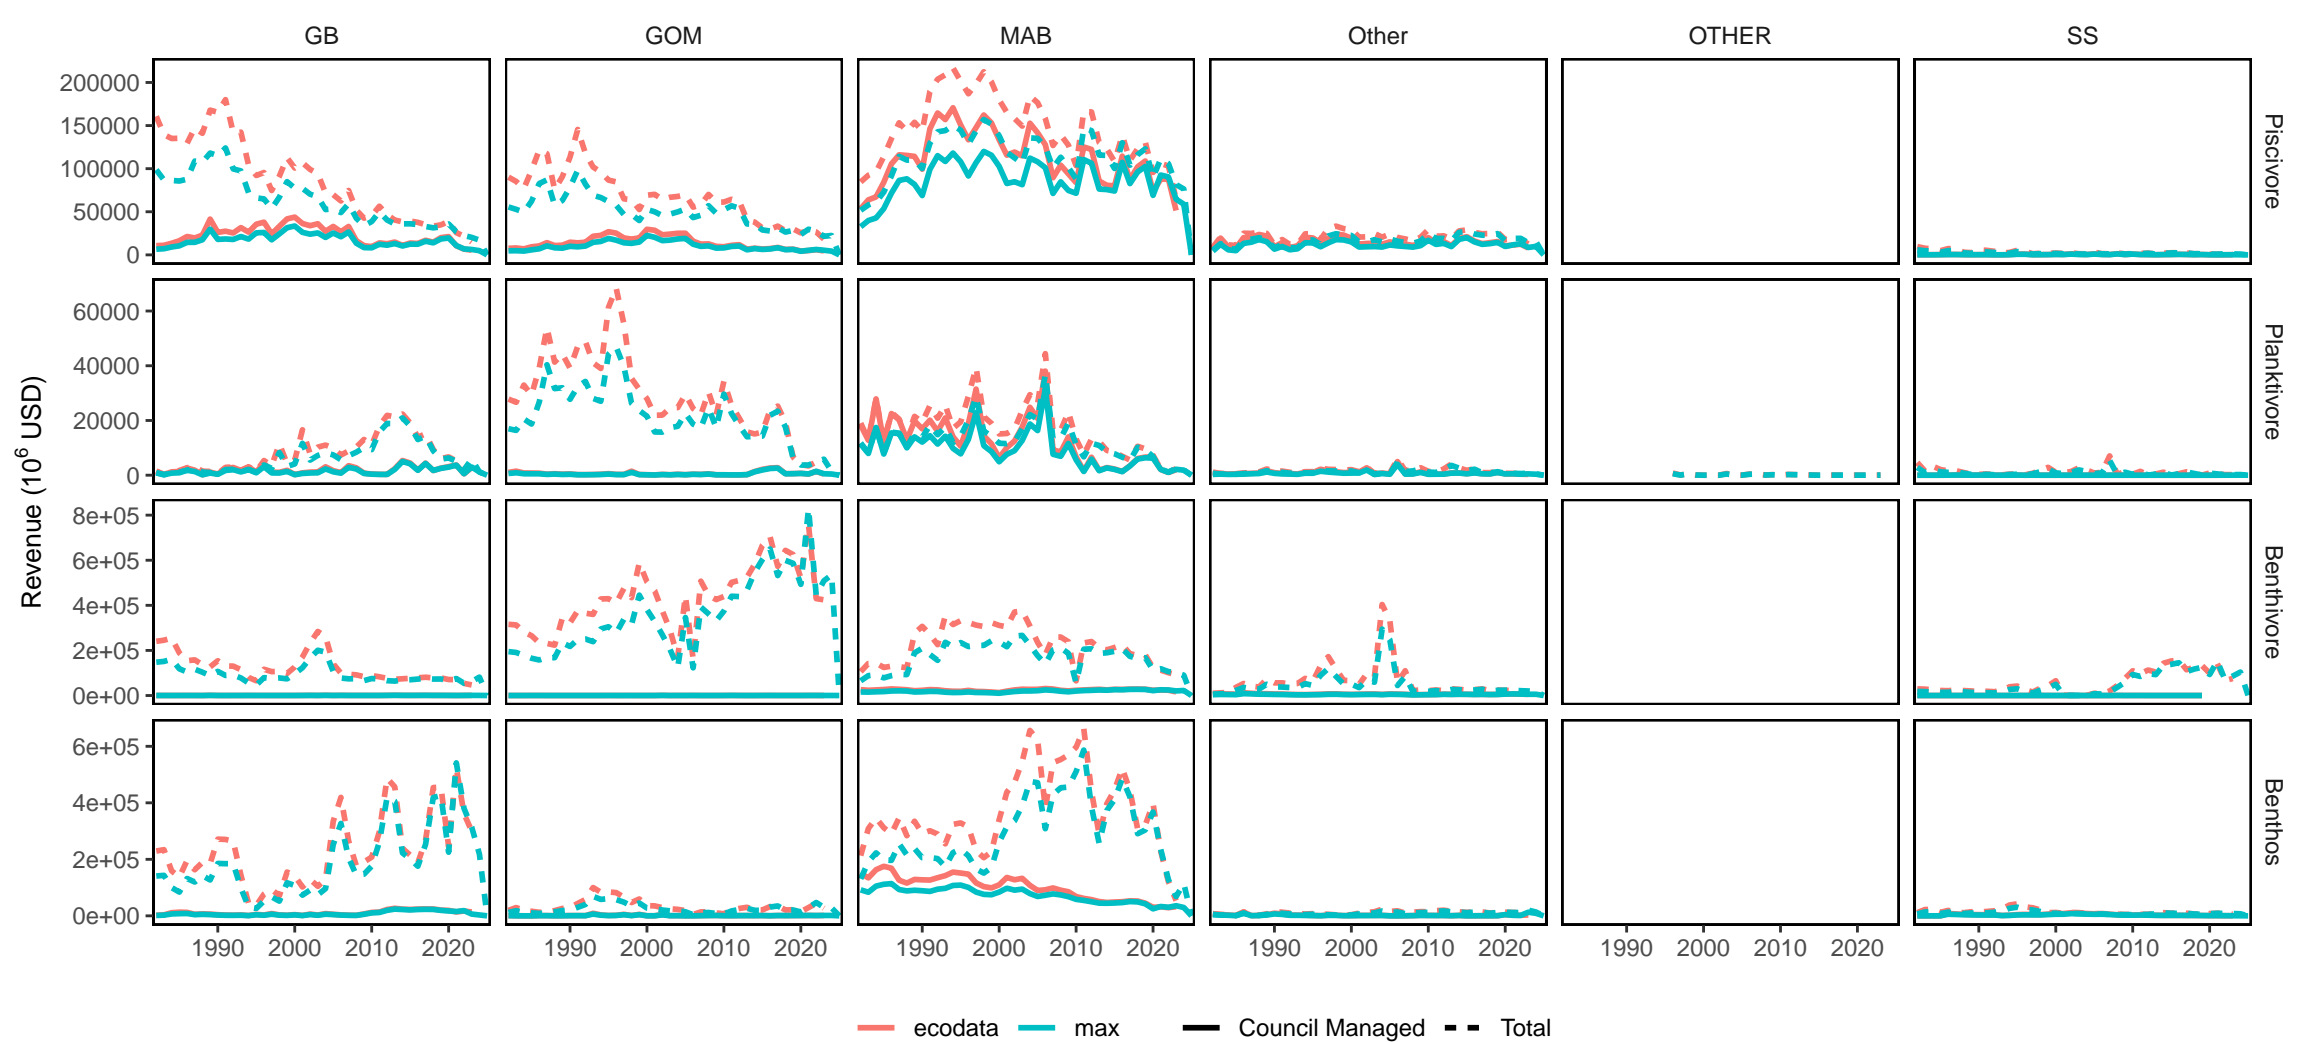 GB GOM MAB Other OTHER SS
200000
150000
100000
50000
0
Piscivore
60000
40000
20000
0
Planktivore
Revenue (10⁶ USD)
8e+05
6e+05
4e+05
2e+05
0e+00
Benthivore
6e+05
4e+05
2e+05
0e+00
Benthos
1990 2000 2010 2020 1990 2000 2010 2020 1990 2000 2010 2020 1990 2000 2010 2020 1990 2000 2010 2020 1990 2000 2010 2020
ecodata max Council Managed Total